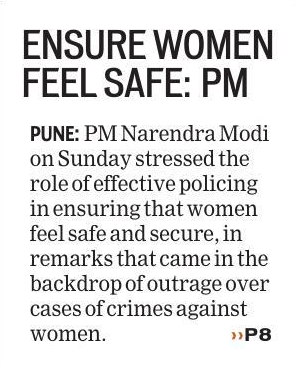 ENSURE WOMEN
FEEL SAFE: PM
PUNE: PM Narendra Modi
on Sunday stressed the
role of effective policing
in ensuring that women
feel safe and secure, in
remarks that came in the
backdrop of outrage over
cases of crimes against
women. ››P8